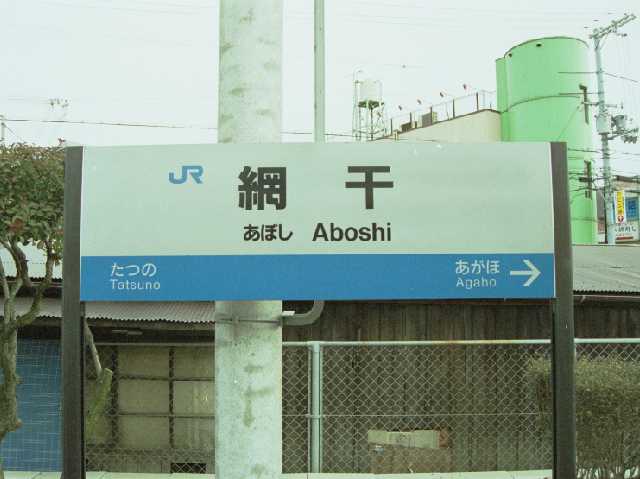 JR 網干
あぼし Aboshi
たつの あがほ →
Tatsuno Agaho